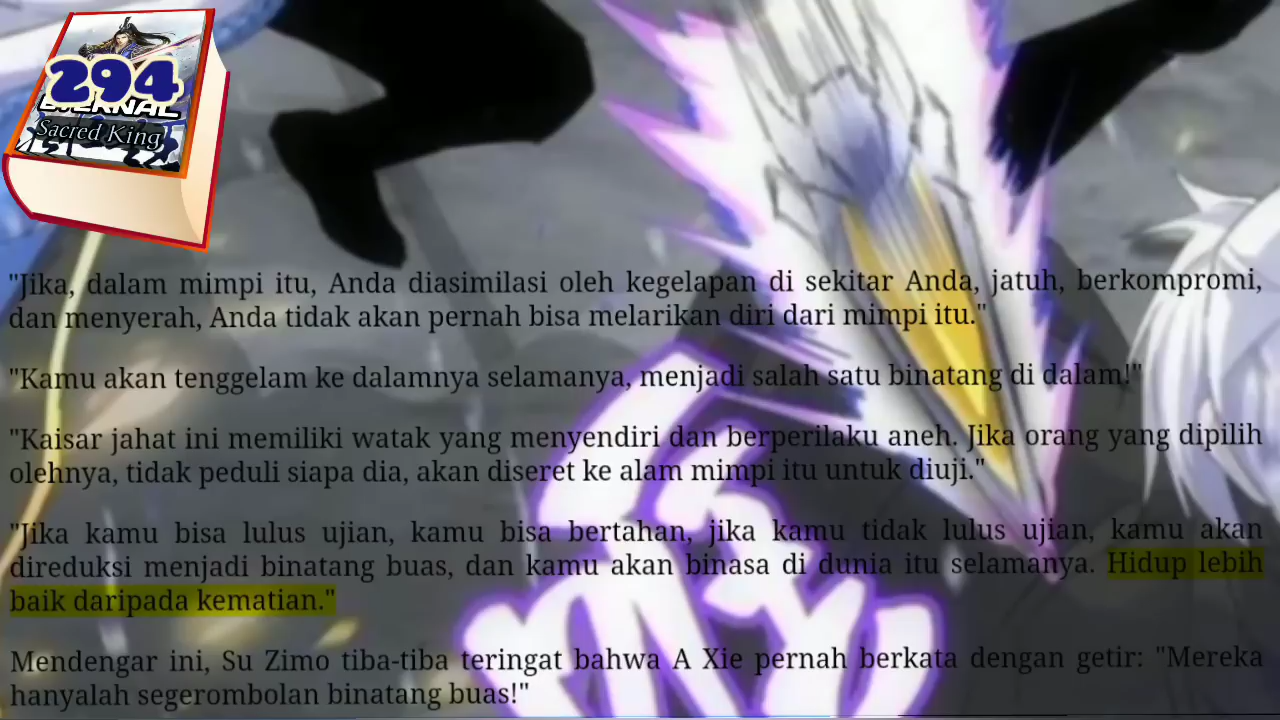 294
ETERNAL
Sacred King
"Jika, dalam mimpi itu, Anda diasimilasi oleh kegelapan di sekitar Anda, jatuh, berkompromi,
dan menyerah, Anda tidak akan pernah bisa melarikan diri dari mimpi itu."
"Kamu akan tenggelam ke dalamnya selamanya, menjadi salah satu binatang di dalam!"
"Kaisar jahat ini memiliki watak yang menyendiri dan berperilaku aneh. Jika orang yang dipilih
olehnya, tidak peduli siapa dia, akan diseret ke alam mimpi itu untuk diuji."
"Jika kamu bisa lulus ujian, kamu bisa bertahan, jika kamu tidak lulus ujian, kamu akan
direduksi menjadi binatang buas, dan kamu akan binasa di dunia itu selamanya. Hidup lebih
baik daripada kematian."
Mendengar ini, Su Zimo tiba-tiba teringat bahwa A Xie pernah berkata dengan getir: "Mereka
hanyalah segerombolan binatang buas!"